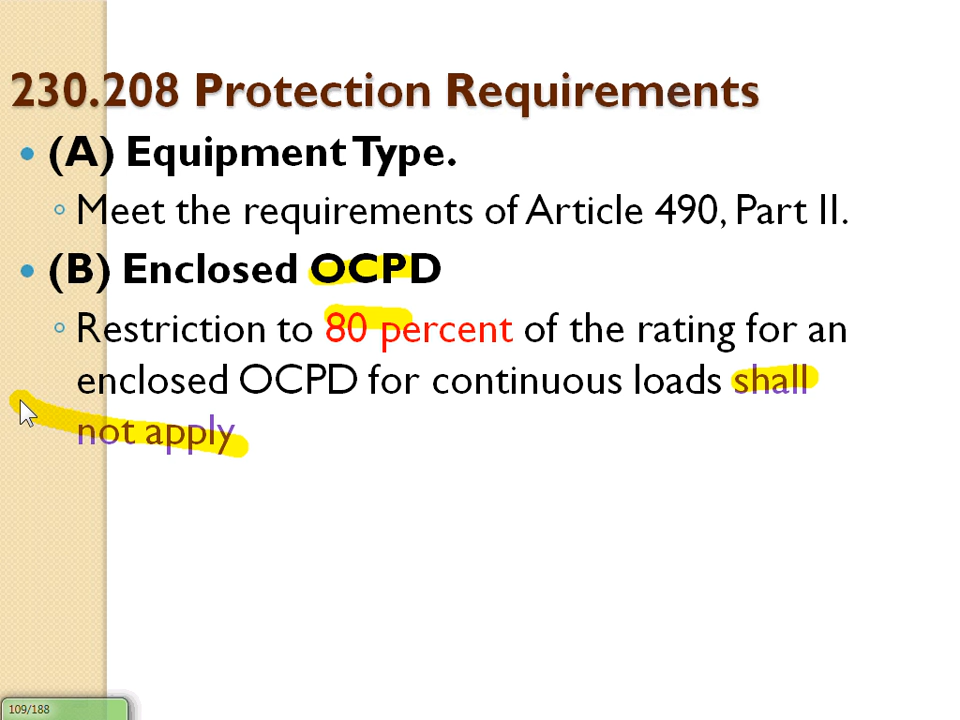 230.208 Protection Requirements
• (A) Equipment Type.
◦ Meet the requirements of Article 490, Part II.
• (B) Enclosed OCPD
◦ Restriction to 80 percent of the rating for an
enclosed OCPD for continuous loads shall
not apply
109/188